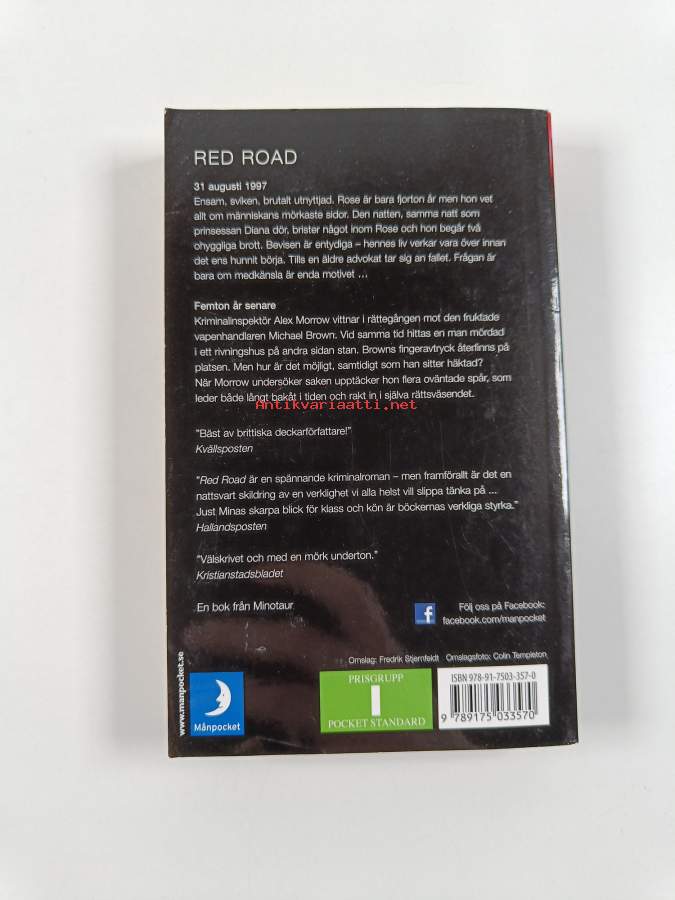 RED ROAD
31 augusti 1997
Ensam, sviken, brutalt utnyttjad. Rose är bara fjorton år men hon vet
allt om människans mörkaste sidor. Den natten, samma natt som
prinsessan Diana dör, brister något inom Rose och hon begår två
ohyggliga brott. Bevisen är entydiga – hennes liv verkar vara över innan
det ens hunnit börja. Tills en äldre advokat tar sig an fallet. Frågan är
bara om medkänsla är enda motivet ...
Femton år senare
Kriminalinspektör Alex Morrow vittnar i rättegången mot den fruktade
vapenhandlaren Michael Brown. Vid samma tid hittas en man mördad
i ett rivningshus på andra sidan stan. Browns fingeravtryck återfinns på
platsen. Men hur är det möjligt, samtidigt som han sitter häktad?
När Morrow undersöker saken upptäcker hon flera oväntade spår, som
leder både långt bakåt i tiden och rakt in i själva rättsväsendet.
Antikvariaatti.net
"Bäst av brittiska deckarförfattare!"
Kvällsposten
"Red Road är en spännande kriminalroman – men framförallt är det en
nattsvart skildring av en verklighet vi alla helst vill slippa tänka på ...
Just Minas skarpa blick för klass och kön är böckernas verkliga styrka."
Hallandsposten
"Välskrivet och med en mörk underton."
Kristianstadsbladet
En bok från Minotaur
f
Följ oss på Facebook:
facebook.com/manpocket
Omslag: Fredrik Stjernfeldt Omslagsfoto: Colin Templeton
www.manpocket.se
Månpocket
PRISGRUPP
I
POCKET STANDARD
ISBN 978-91-7503-357-0
9 789175 033570